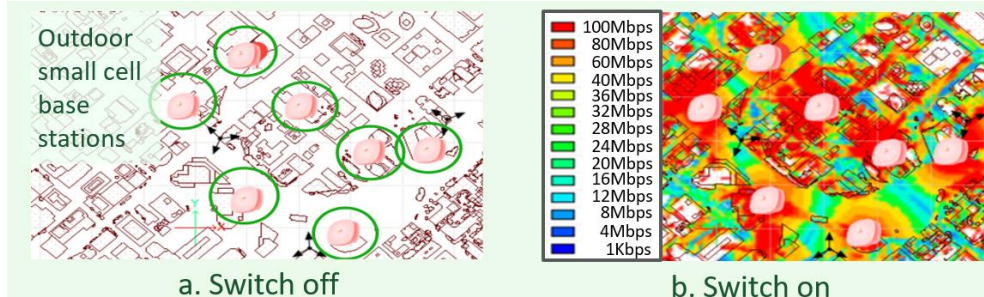 Outdoor
small cell
base
stations
Y
X
a. Switch off
100Mbps
80Mbps
60Mbps
40Mbps
36Mbps
32Mbps
28Mbps
24Mbps
20Mbps
16Mbps
12Mbps
8Mbps
4Mbps
1Kbps
b. Switch on